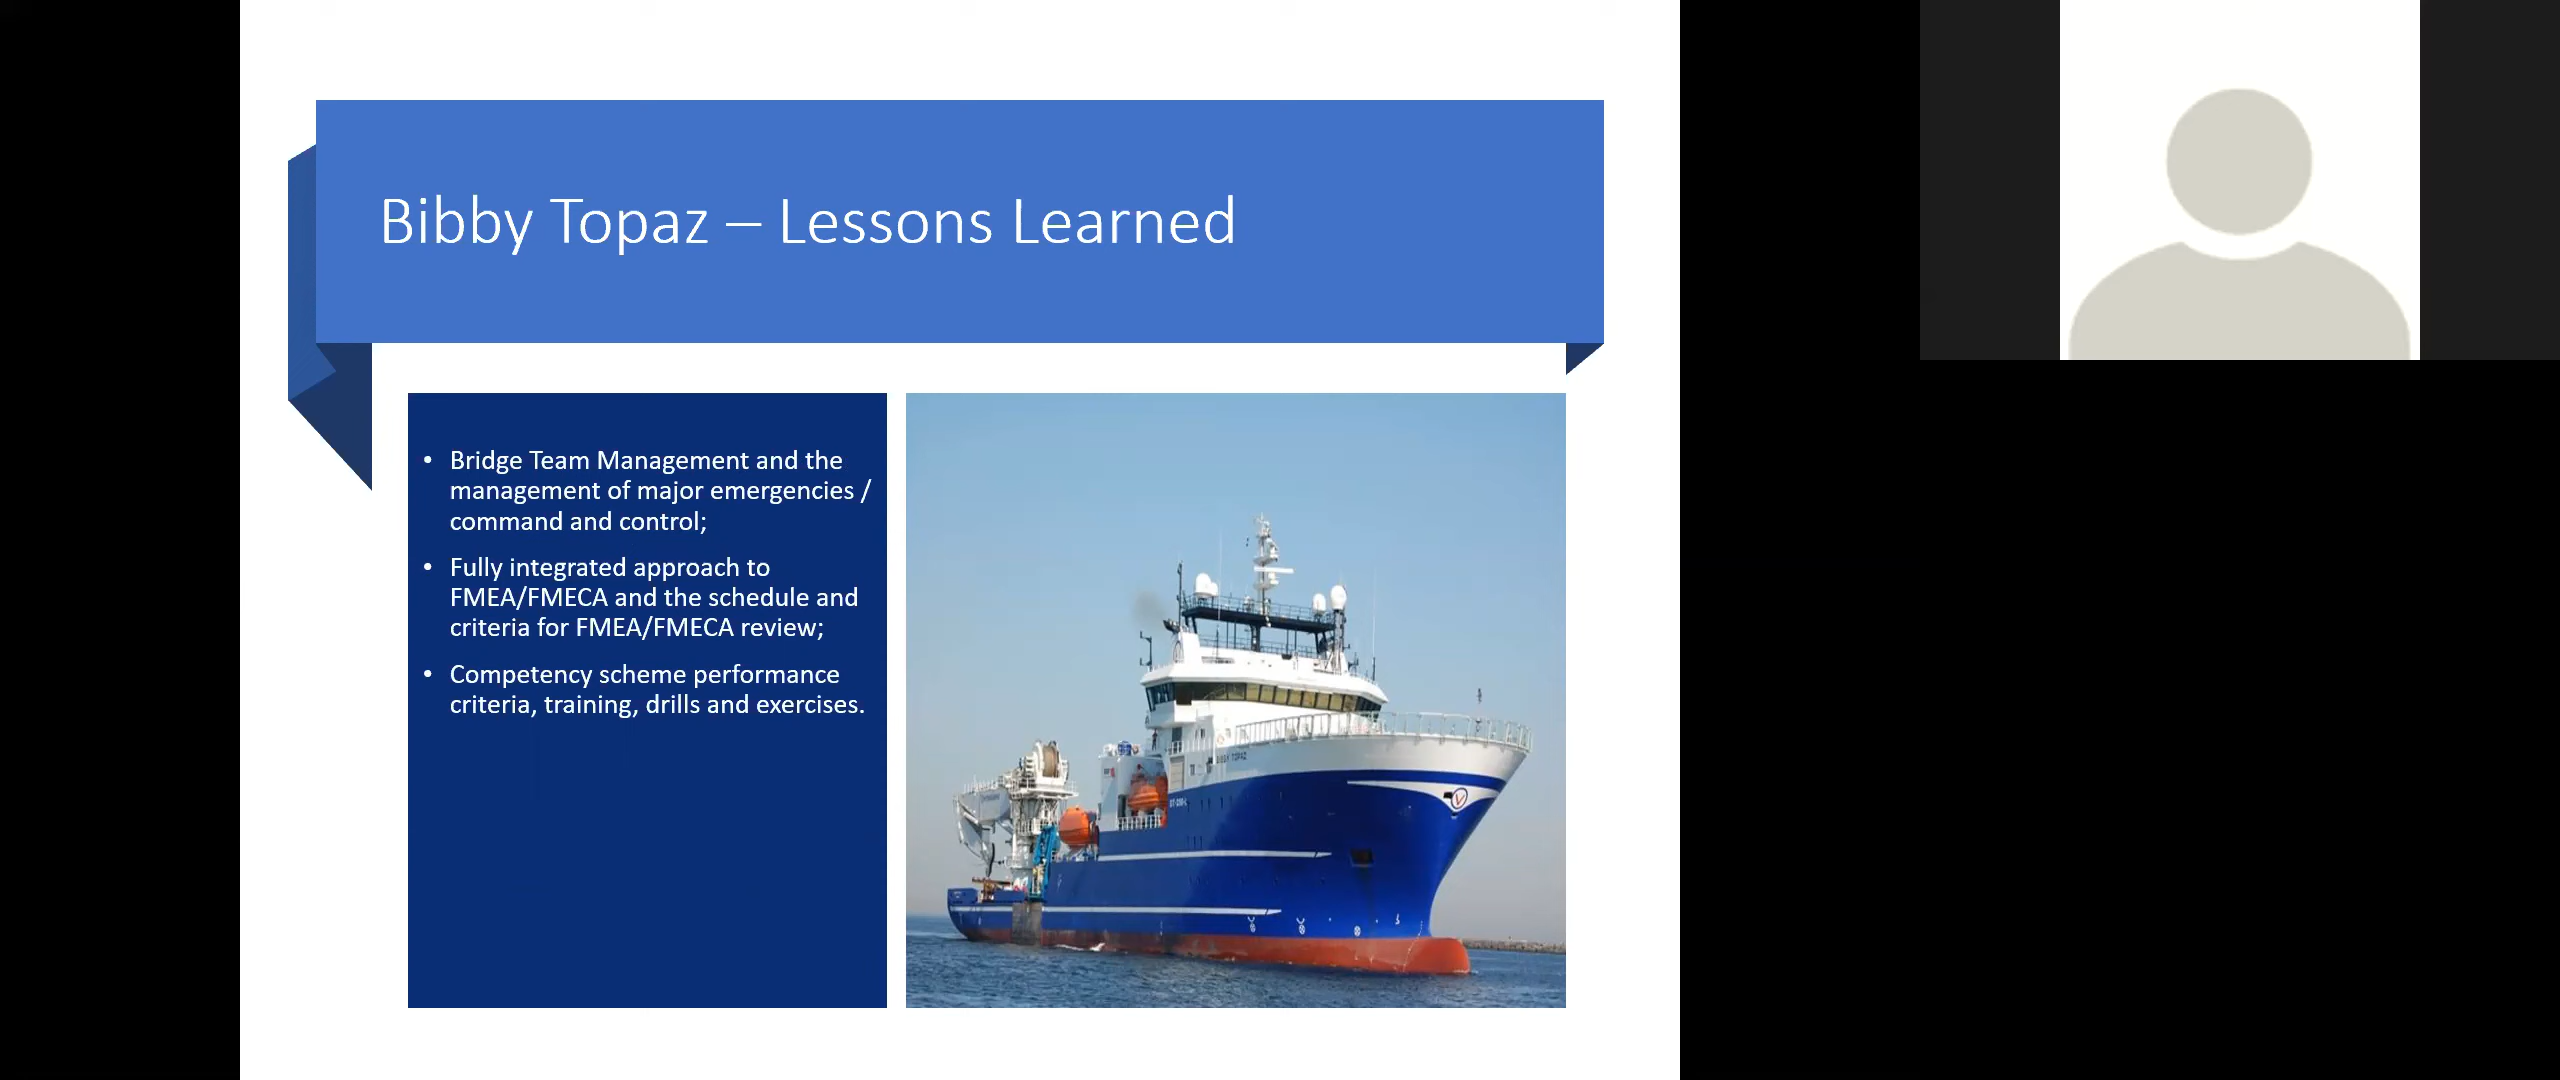 Bibby Topaz – Lessons Learned
• Bridge Team Management and the
management of major emergencies /
command and control;
• Fully integrated approach to
FMEA/FMECA and the schedule and
criteria for FMEA/FMECA review;
• Competency scheme performance
criteria, training, drills and exercises.
BIBBY TOPAZ